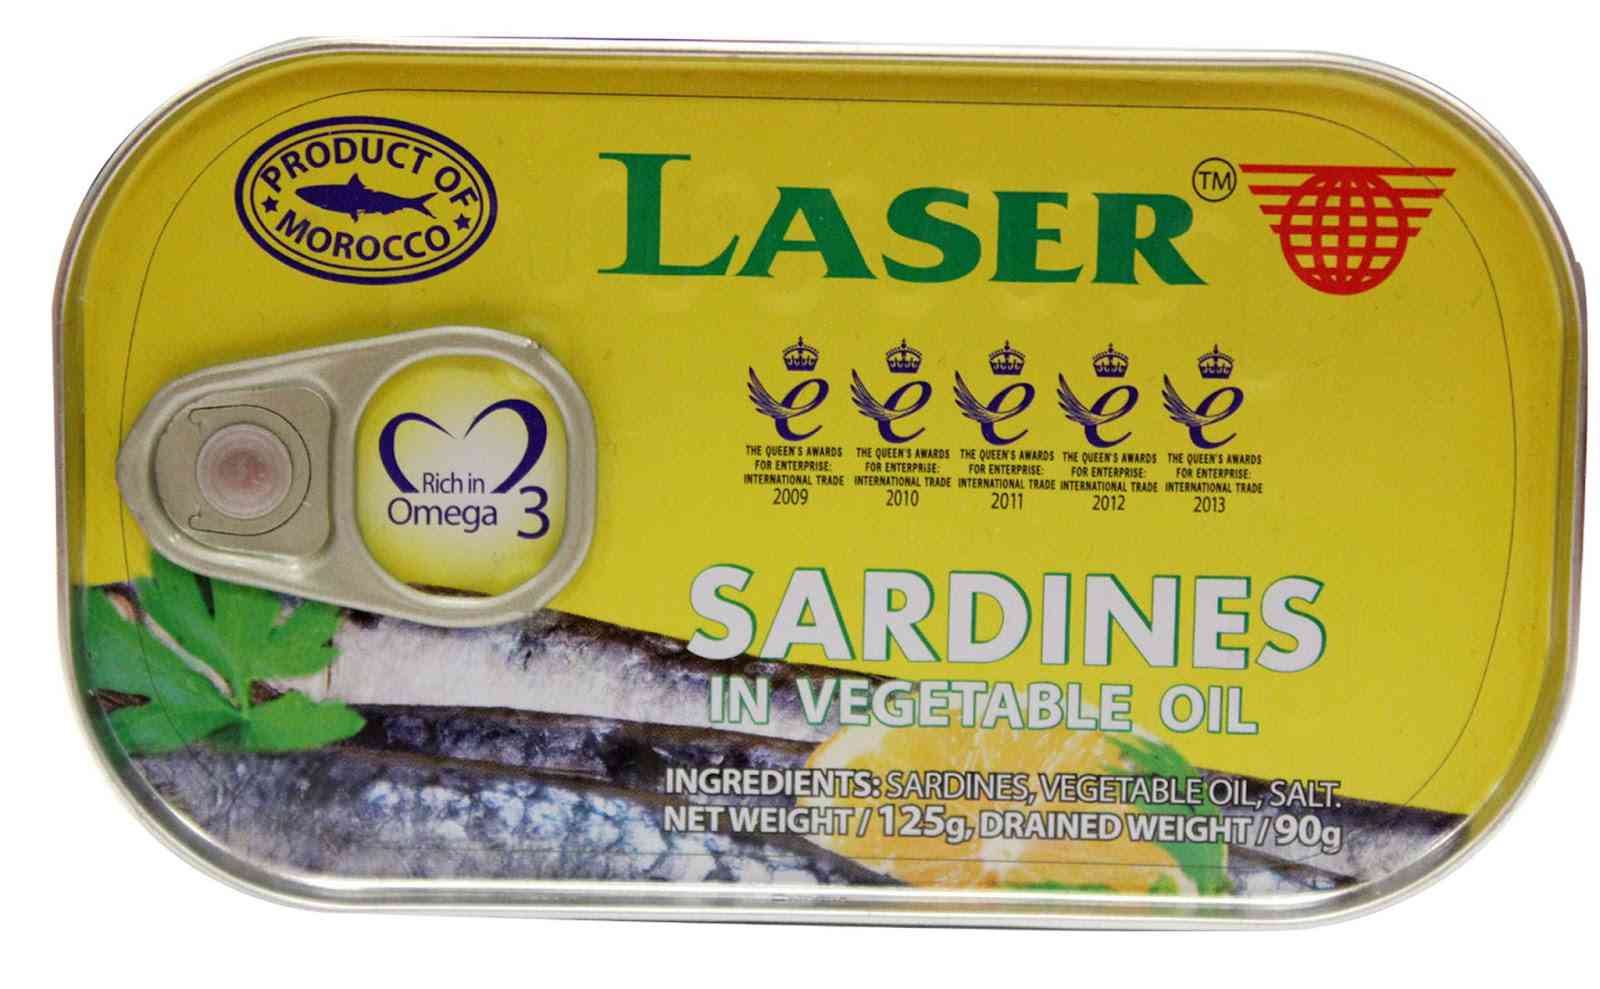 PRODUCT OF
MOROCCO
LASER TM
Rich in
Omega 3
THE QUEEN'S AWARDS
FOR ENTERPRISE:
INTERNATIONAL TRADE
2009
THE QUEEN'S AWARDS
FOR ENTERPRISE:
INTERNATIONAL TRADE
2010
THE QUEEN'S AWARDS
FOR ENTERPRISE:
INTERNATIONAL TRADE
2011
THE QUEEN'S AWARDS
FOR ENTERPRISE:
INTERNATIONAL TRADE
2012
THE QUEEN'S AWARDS
FOR ENTERPRISE:
INTERNATIONAL TRADE
2013
SARDINES
IN VEGETABLE OIL
INGREDIENTS: SARDINES, VEGETABLE OIL, SALT.
NET WEIGHT / 125g, DRAINED WEIGHT / 90g